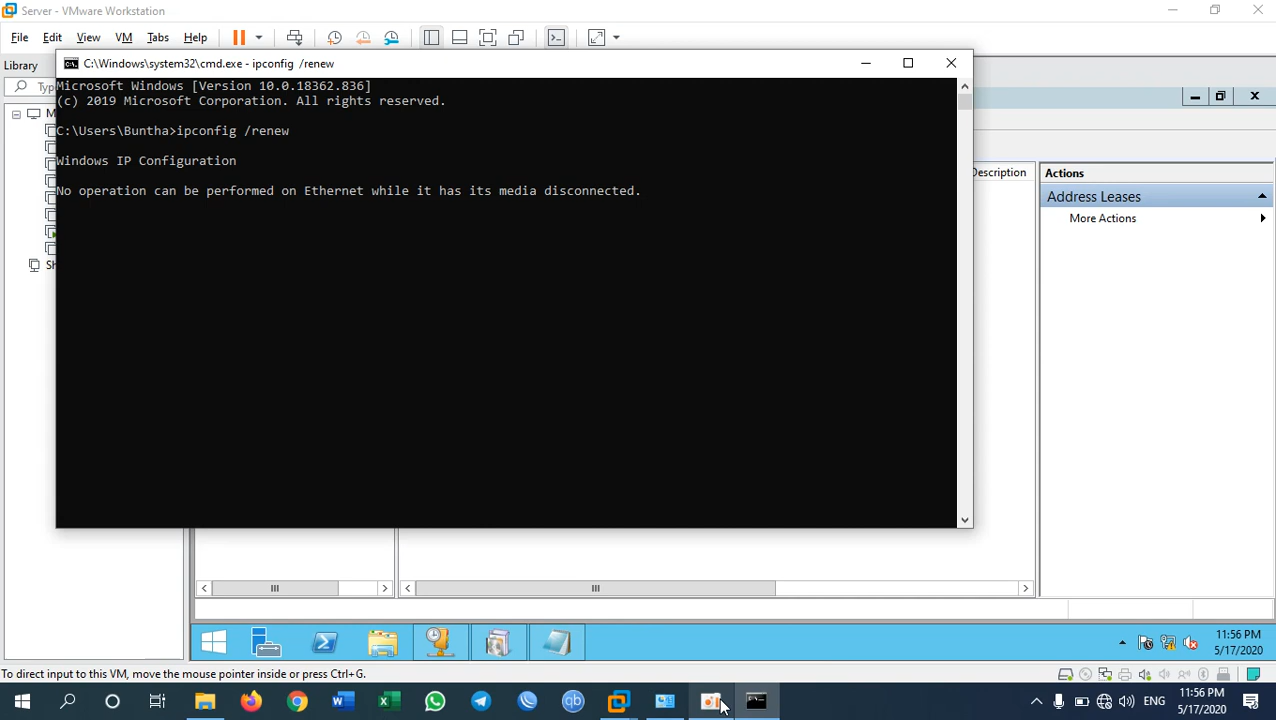 Server - VMware Workstation
File Edit View VM Tabs Help
Library
C:\Windows\system32\cmd.exe - ipconfig /renew
Microsoft Windows [Version 10.0.18362.836]
(c) 2019 Microsoft Corporation. All rights reserved.
C:\Users\Buntha>ipconfig /renew
Windows IP Configuration
No operation can be performed on Ethernet while it has its media disconnected.
Description
Actions
Address Leases
More Actions
11:56 PM
5/17/2020
To direct input to this VM, move the mouse pointer inside or press Ctrl+G.
ENG
11:56 PM
5/17/2020